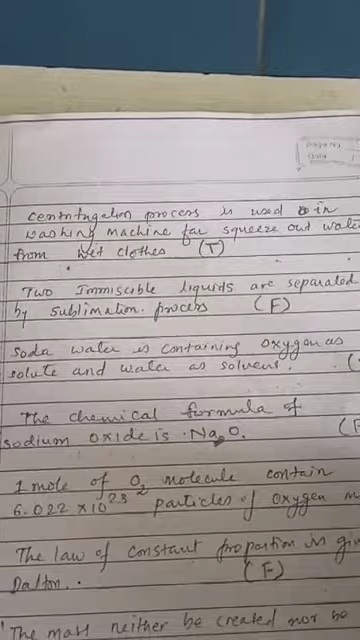 Page No
Date
centrifugation process is used in
washing machine for squeeze out water
from wet clothes (T)
Two Immiscible liquids are separated
by sublimation process (F)
Soda water is containing oxygen as
solute and water as solvent.
The chemical formula of
sodium oxide is Na2O.
1 mole of O2 molecule contain
6.022 x 10^23 particles of oxygen
The law of constant proportion is
Dalton. (F)
The mass neither be created nor be